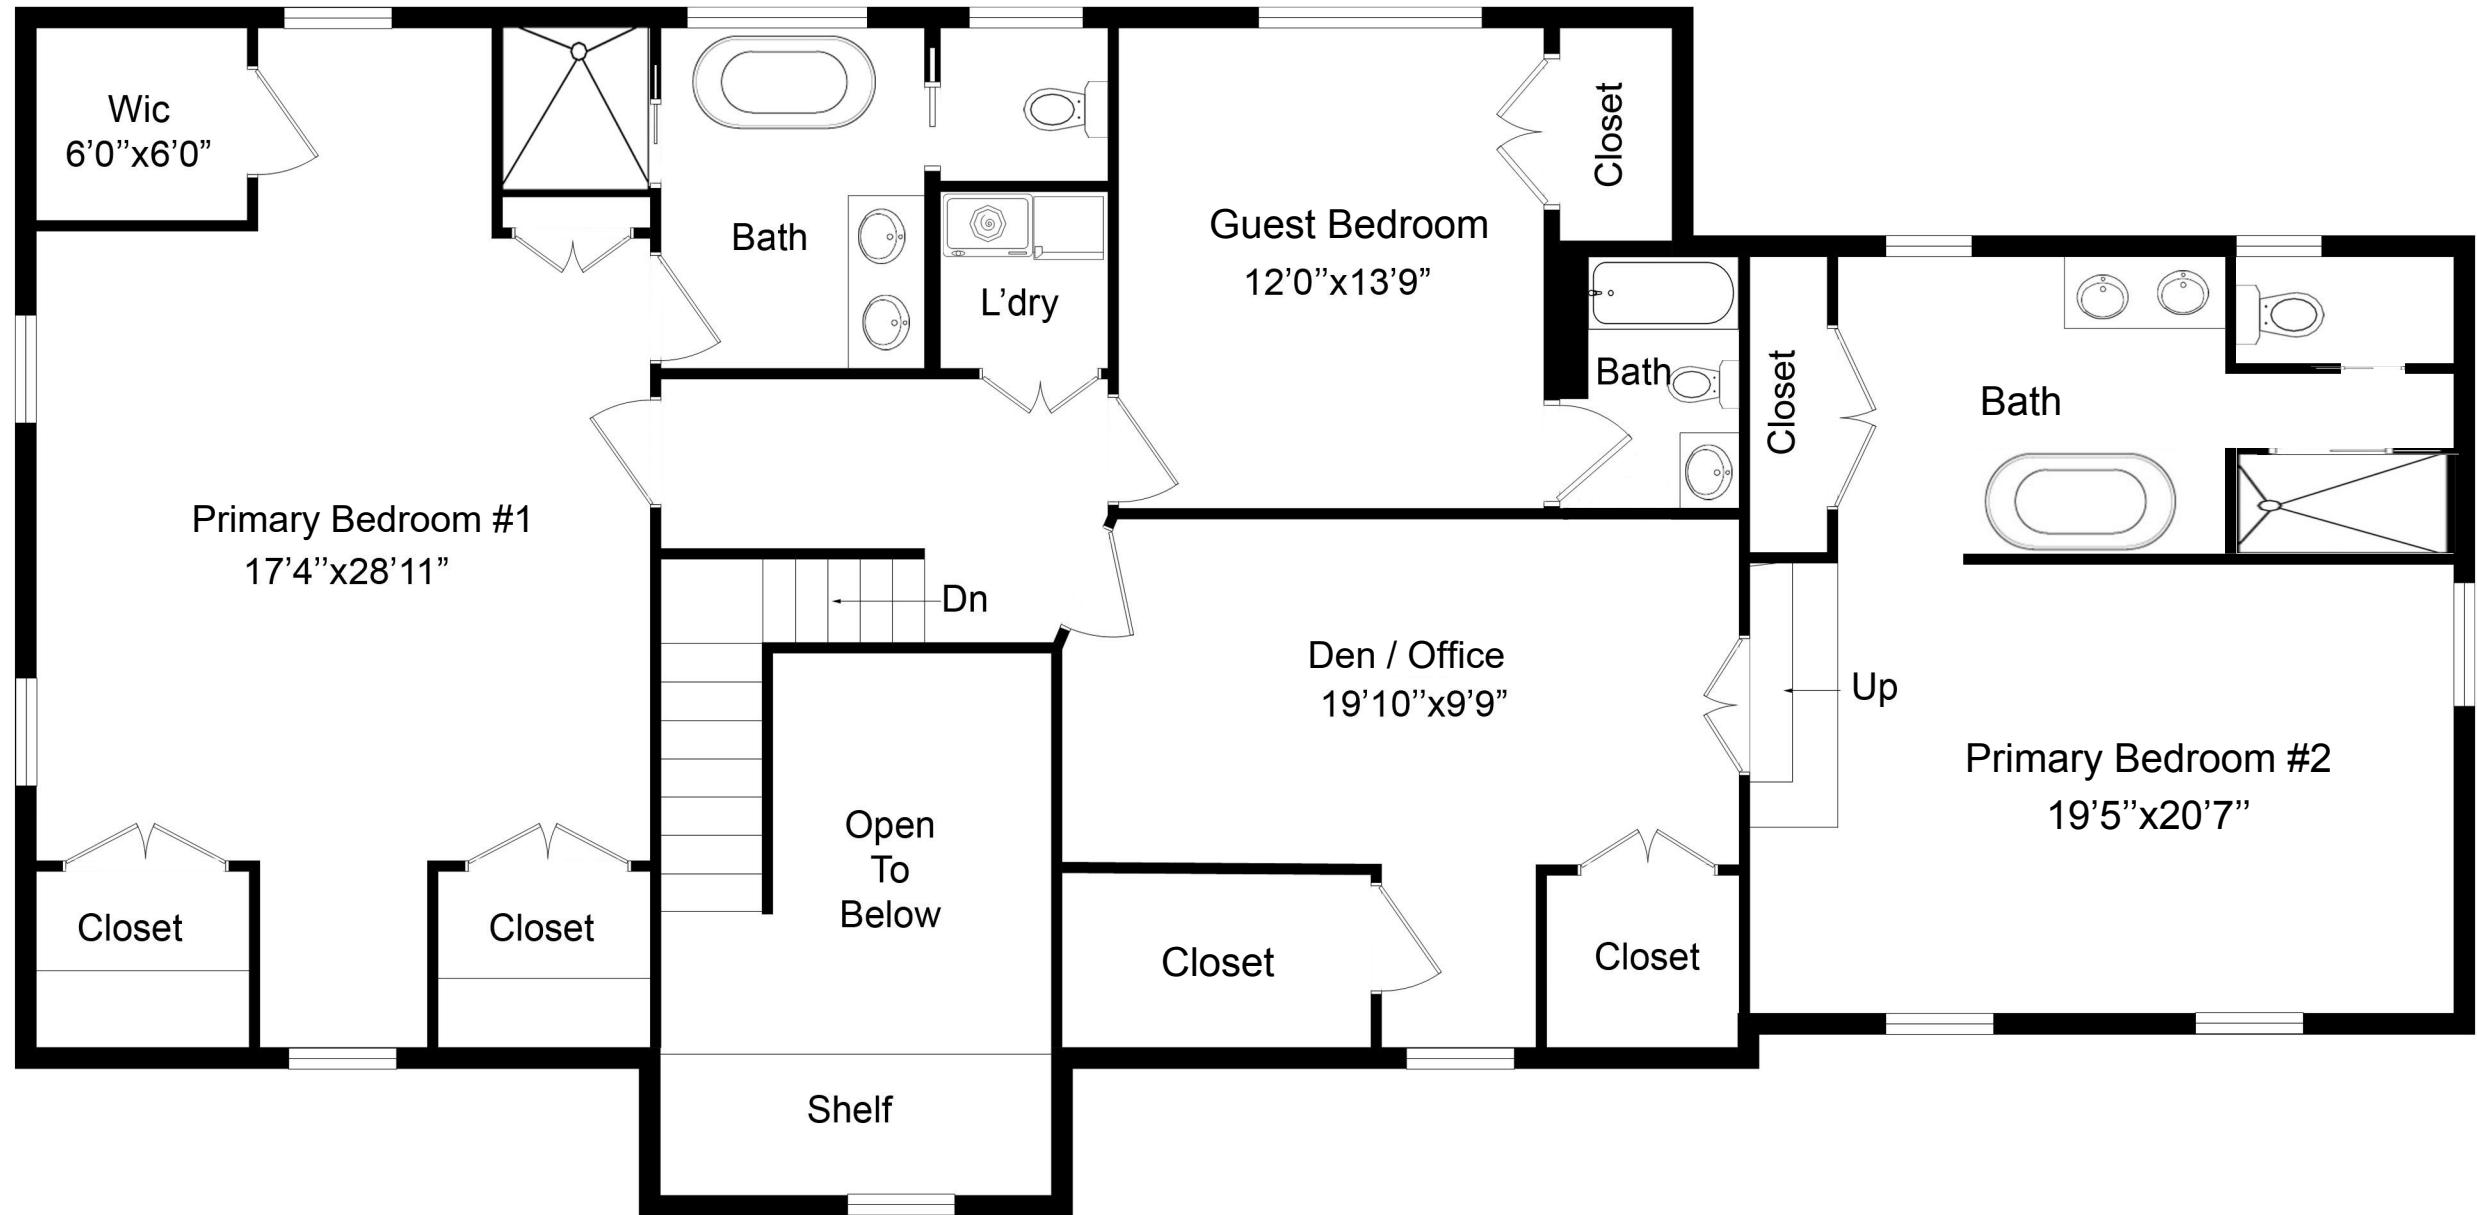 Wic
6’0’’x6’0”
Bath
L’dry
Guest Bedroom
12’0’’x13’9”
Closet
Bath
Closet
Bath
Primary Bedroom #1
17’4’’x28’11”
Dn
Den / Office
19’10’’x9’9”
Up
Primary Bedroom #2
19’5’’x20’7’’
Open
To
Below
Closet
Closet
Closet
Closet
Shelf